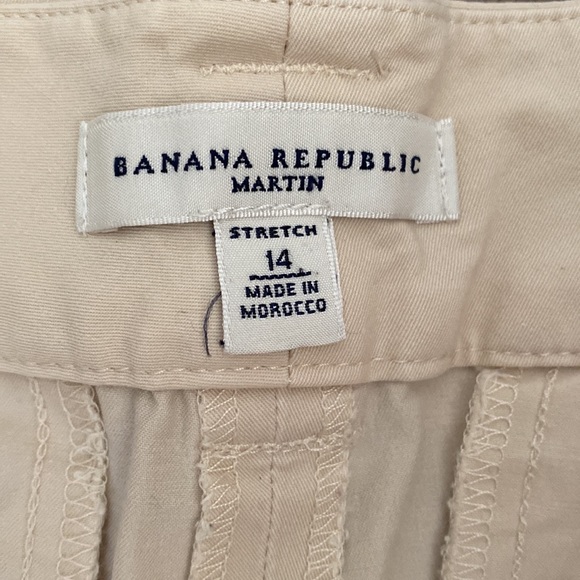 BANANA REPUBLIC
MARTIN
STRETCH
14
MADE IN
MOROCCO